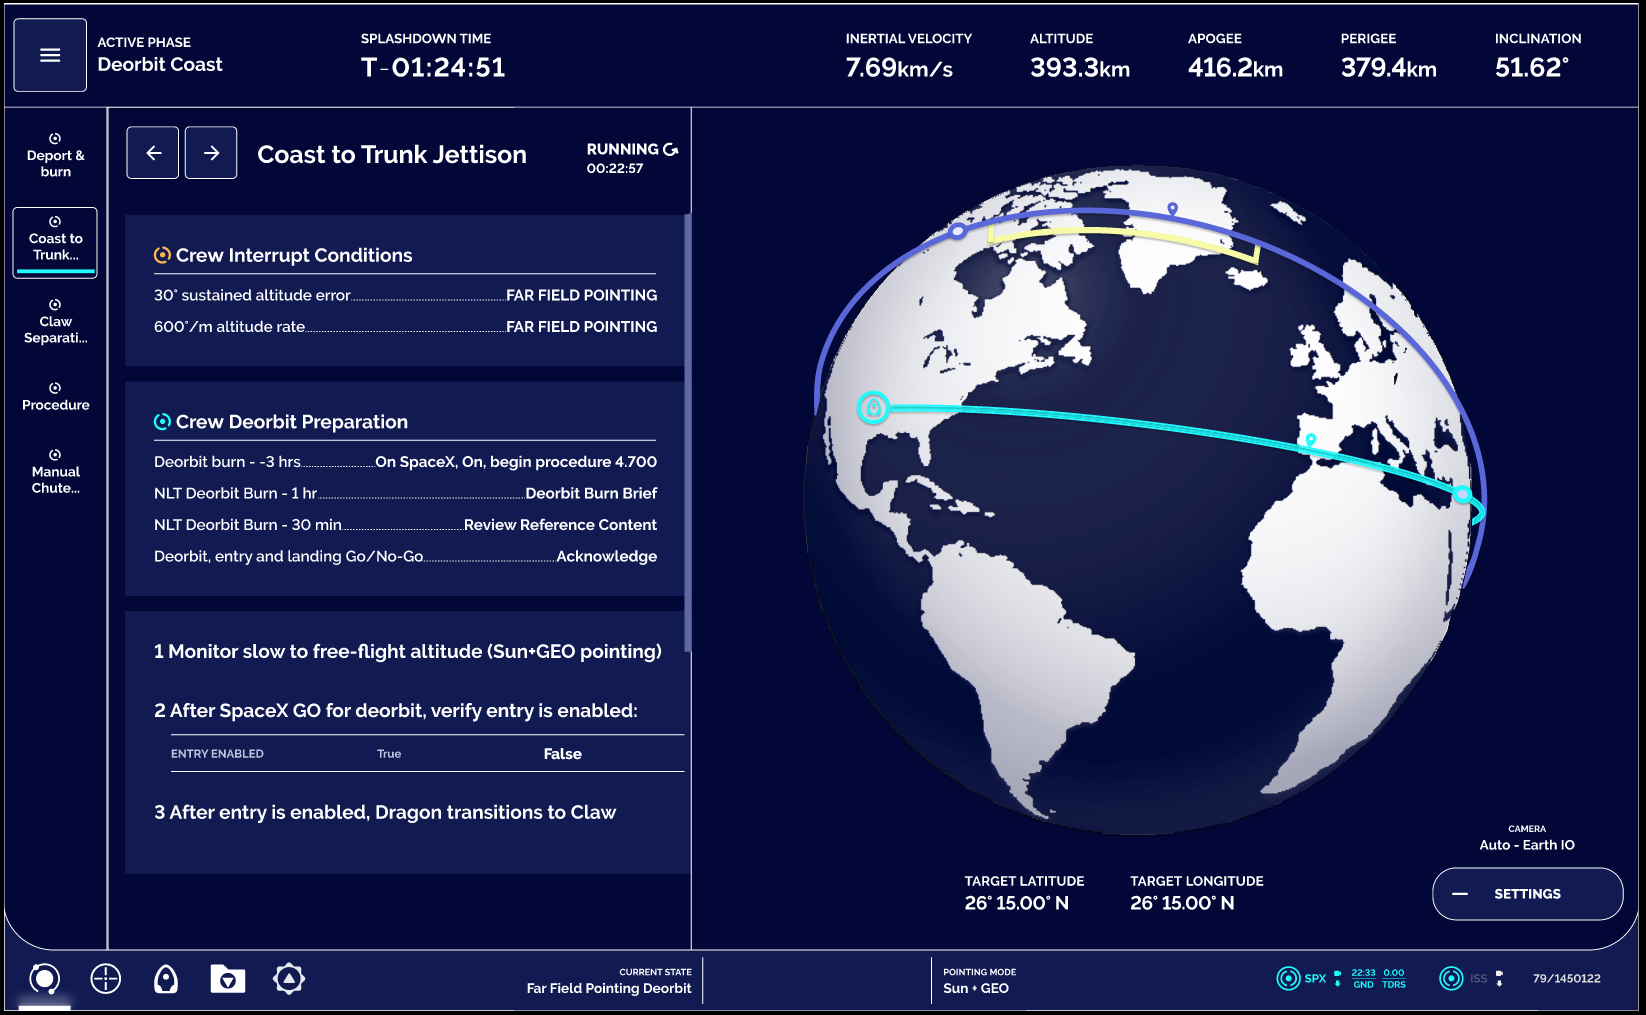 ACTIVE PHASE
Deorbit Coast
SPLASHDOWN TIME
T-01:24:51
INERTIAL VELOCITY
7.69km/s
ALTITUDE
393.3km
APOGEE
416.2km
PERIGEE
379.4km
INCLINATION
51.62°
Deport &
burn
Coast to
Trunk...
Claw
Separati...
Procedure
Manual
Chute...
Coast to Trunk Jettison
RUNNING
00:22:57
Crew Interrupt Conditions
30° sustained altitude error FAR FIELD POINTING
600°/m altitude rate FAR FIELD POINTING
Crew Deorbit Preparation
Deorbit burn - -3 hrs On SpaceX, On, begin procedure 4.700
NLT Deorbit Burn - 1 hr Deorbit Burn Brief
NLT Deorbit Burn - 30 min Review Reference Content
Deorbit, entry and landing Go/No-Go Acknowledge
1 Monitor slow to free-flight altitude (Sun+GEO pointing)
2 After SpaceX GO for deorbit, verify entry is enabled:
ENTRY ENABLED True False
3 After entry is enabled, Dragon transitions to Claw
TARGET LATITUDE
26° 15.00° N
TARGET LONGITUDE
26° 15.00° N
CAMERA
Auto - Earth IO
SETTINGS
CURRENT STATE
Far Field Pointing Deorbit
POINTING MODE
Sun + GEO
SPX
22:33
GND
0.00
TDRS
ISS
79/1450122